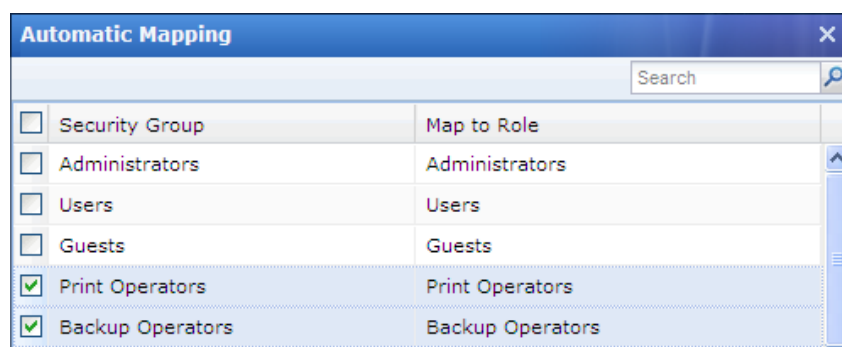 Automatic Mapping
Search
Security Group Map to Role
Administrators Administrators
Users Users
Guests Guests
Print Operators Print Operators
Backup Operators Backup Operators